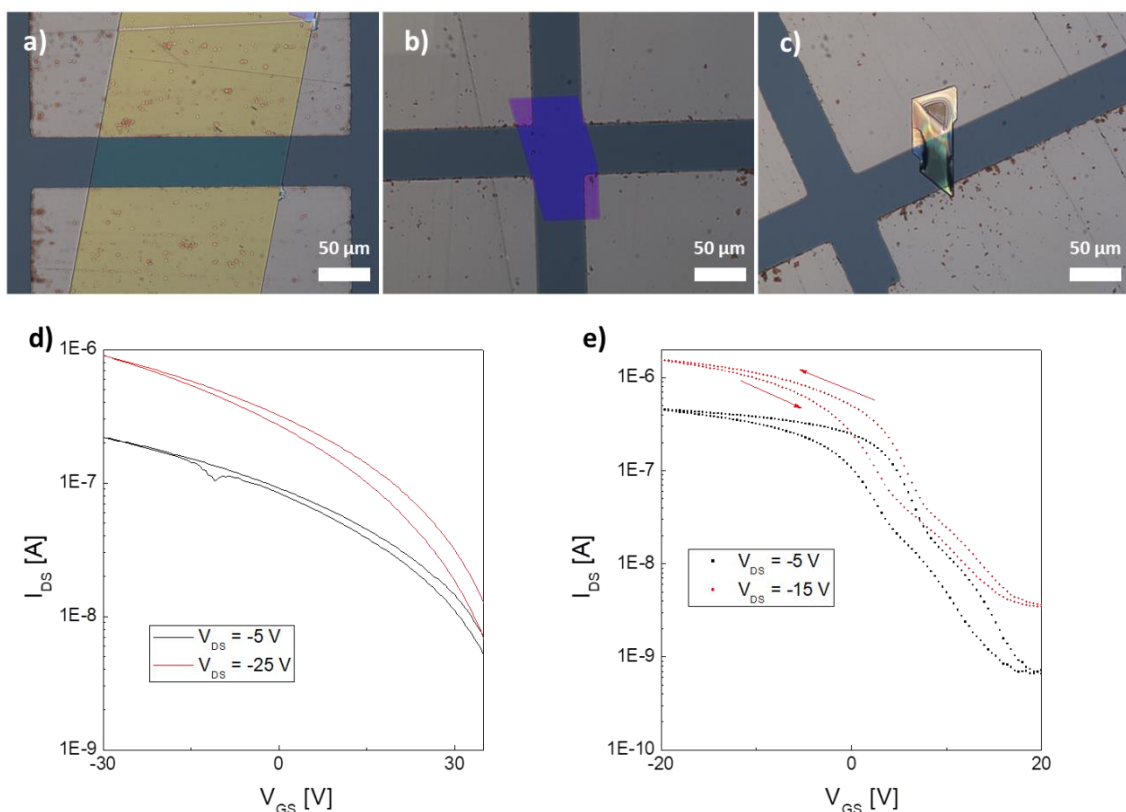 a)
b)
c)
50 µm
50 µm
50 µm
d)
1E-6
1E-7
1E-8
1E-9
I_DS [A]
V_DS = -5 V
V_DS = -25 V
-30
0
30
V_GS [V]
e)
1E-6
1E-7
1E-8
1E-9
1E-10
I_DS [A]
V_DS = -5 V
V_DS = -15 V
-20
0
20
V_GS [V]